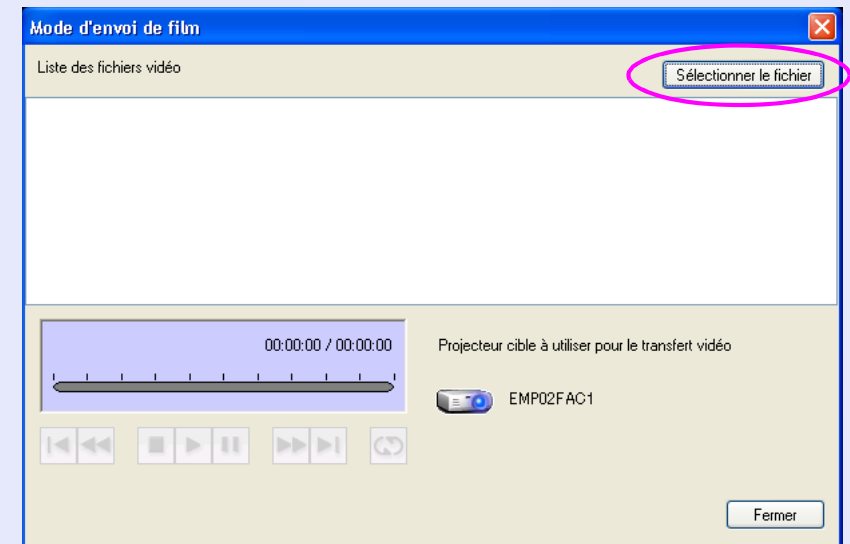 Mode d'envoi de film
Liste des fichiers vidéo
Sélectionner le fichier
00:00:00 / 00:00:00
Projecteur cible à utiliser pour le transfert vidéo
EMP02FAC1
Fermer